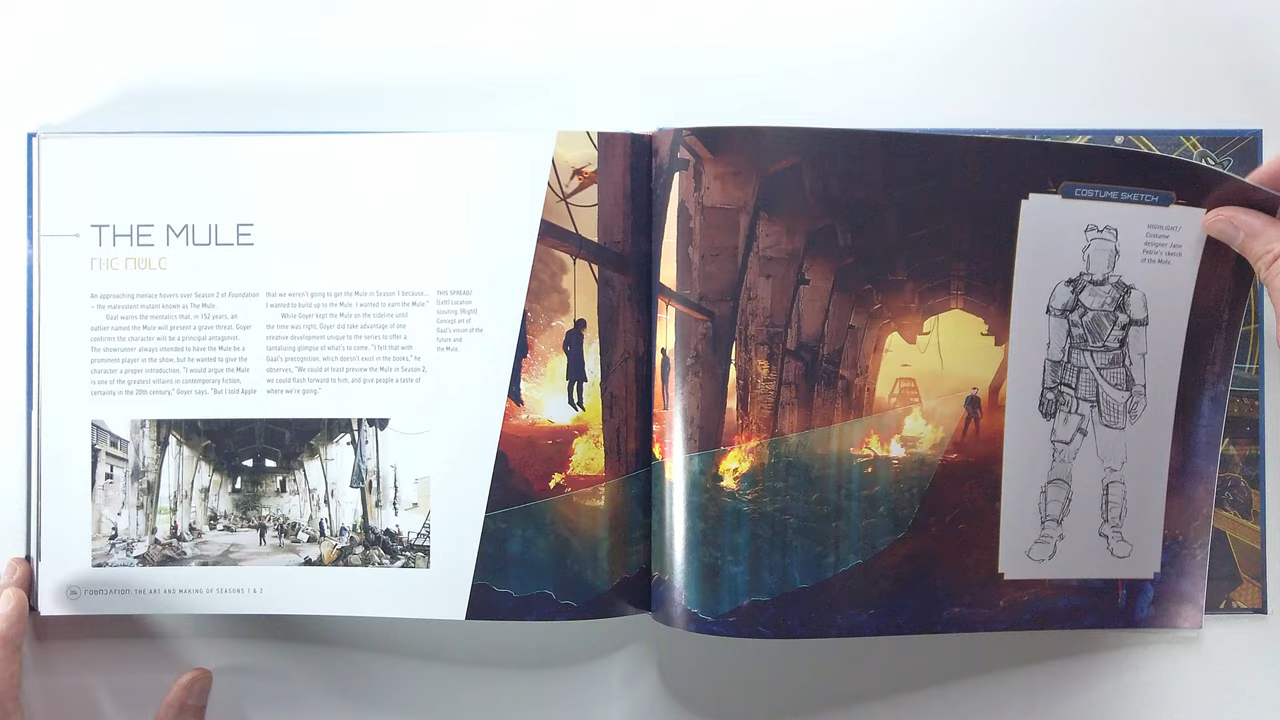 THE MULE
THE MULE
An approaching menace hovers over Season 2 of Foundation
– the malevolent mutant known as The Mule.
Gaal warns the mentalics that, in 152 years, an
outlier named the Mule will present a grave threat. Goyer
confirms the character will be a principal antagonist.
The showrunner always intended to have the Mule be a
prominent player in the show, but he wanted to give the
character a proper introduction. "I would argue the Mule
is one of the greatest villains in contemporary fiction,
certainly in the 20th century," Goyer says. "But I told Apple
that we weren't going to get the Mule in Season 1 because...
I wanted to build up to the Mule. I wanted to earn the Mule."
While Goyer kept the Mule on the sideline until
the time was right, Goyer did take advantage of one
creative development unique to the series to offer a
tantalizing glimpse of what's to come. "I felt that with
Gaal's precognition, which doesn't exist in the books," he
observes, "We could at least preview the Mule in Season 2,
we could flash forward to him, and give people a taste of
where we're going."
THIS SPREAD/
(Left) Location
scouting. (Right)
Concept art of
Gaal's vision of the
future and
the Mule.
204 FOUNDATION: THE ART AND MAKING OF SEASONS 1 & 2
COSTUME SKETCH
HIGHLIGHT/
Costume
designer Jane
Petrie's sketch
of the Mule.